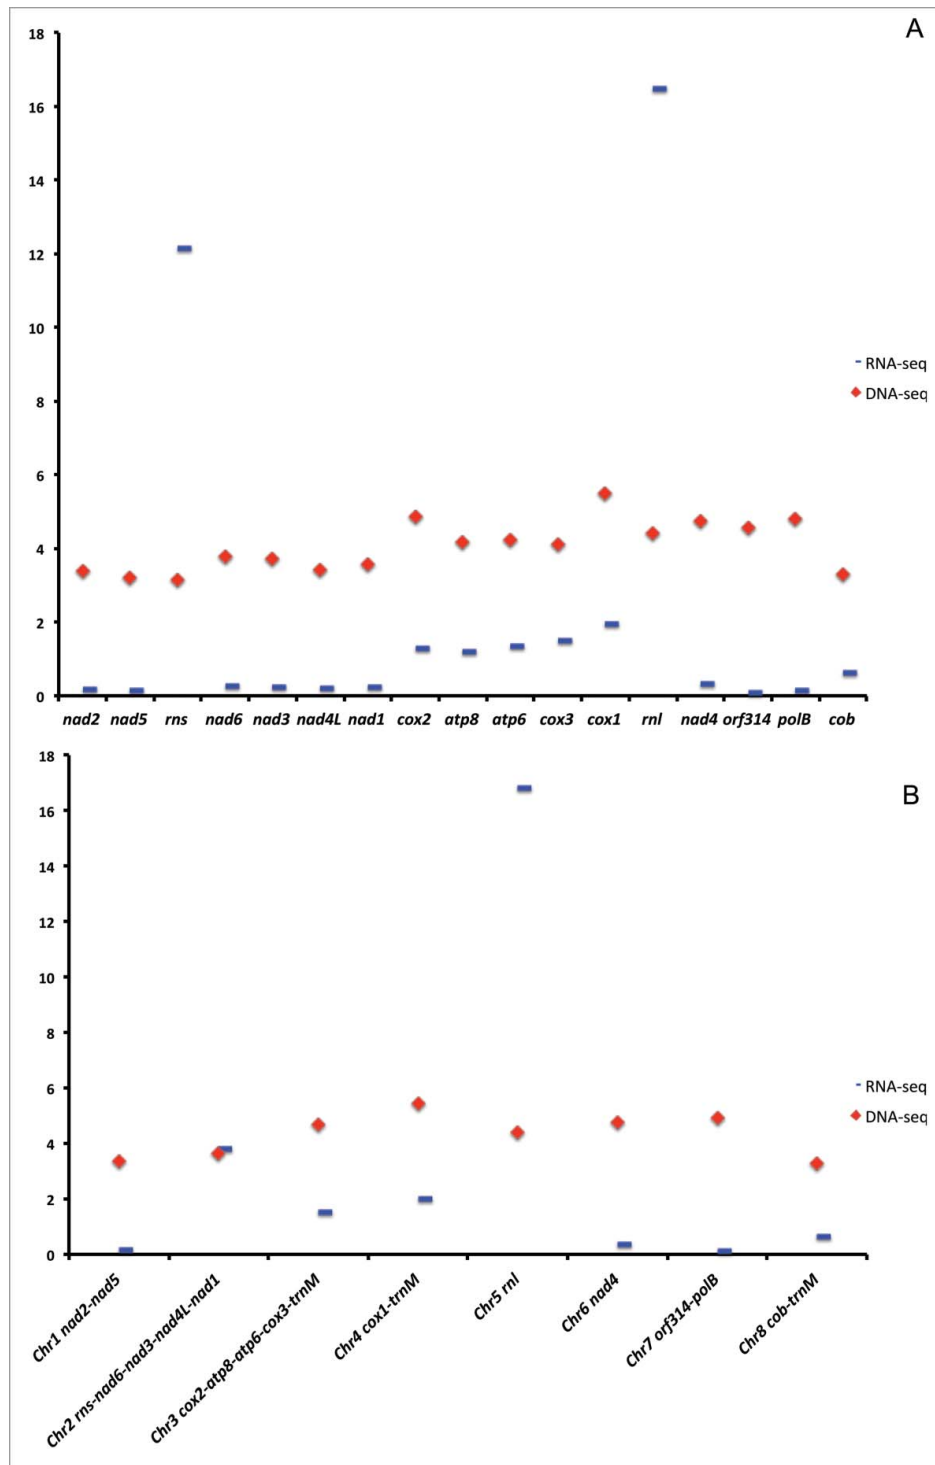 A
18
16
14
12
10
8
6
4
2
0
RNA-seq
DNA-seq
nad2 nad5 rns nad6 nad3 nad4L nad1 cox2 atp8 atp6 cox3 cox1 rnl nad4 orf314 polB cob
B
18
16
14
12
10
8
6
4
2
0
RNA-seq
DNA-seq
Chr1 nad2-nad5
Chr2 rns-nad6-nad3-nad4L-nad1
Chr3 cox2-atp8-atp6-cox3-trnM
Chr4 cox1-trnM
Chr5 rnl
Chr6 nad4
Chr7 orf314-polB
Chr8 cob-trnM